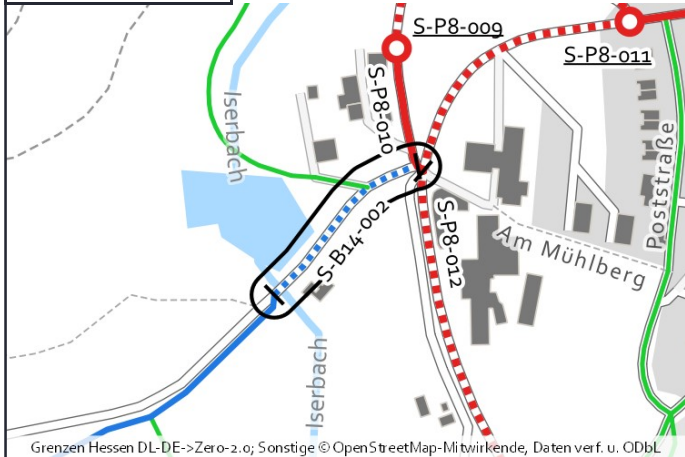 S-P8-009
S-P8-011
S-P8-010
Iserbach
Poststraße
S-B14-002
S-P8-012
Am Mühlberg
Iserbach
Grenzen Hessen DL-DE->Zero-2.0; Sonstige © OpenStreetMap-Mitwirkende, Daten verf. u. ODbL